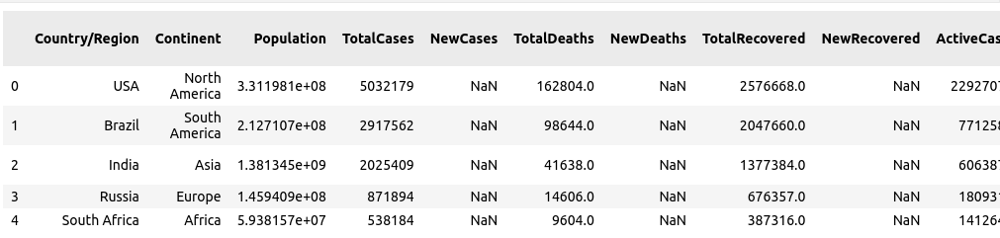 Country/Region Continent Population TotalCases NewCases TotalDeaths NewDeaths TotalRecovered NewRecovered ActiveCas
0 USA North America 3.311981e+08 5032179 NaN 162804.0 NaN 2576668.0 NaN 2292707
1 Brazil South America 2.127107e+08 2917562 NaN 98644.0 NaN 2047660.0 NaN 771258
2 India Asia 1.381345e+09 2025409 NaN 41638.0 NaN 1377384.0 NaN 606387
3 Russia Europe 1.459409e+08 871894 NaN 14606.0 NaN 676357.0 NaN 180931
4 South Africa Africa 5.938157e+07 538184 NaN 9604.0 NaN 387316.0 NaN 141264